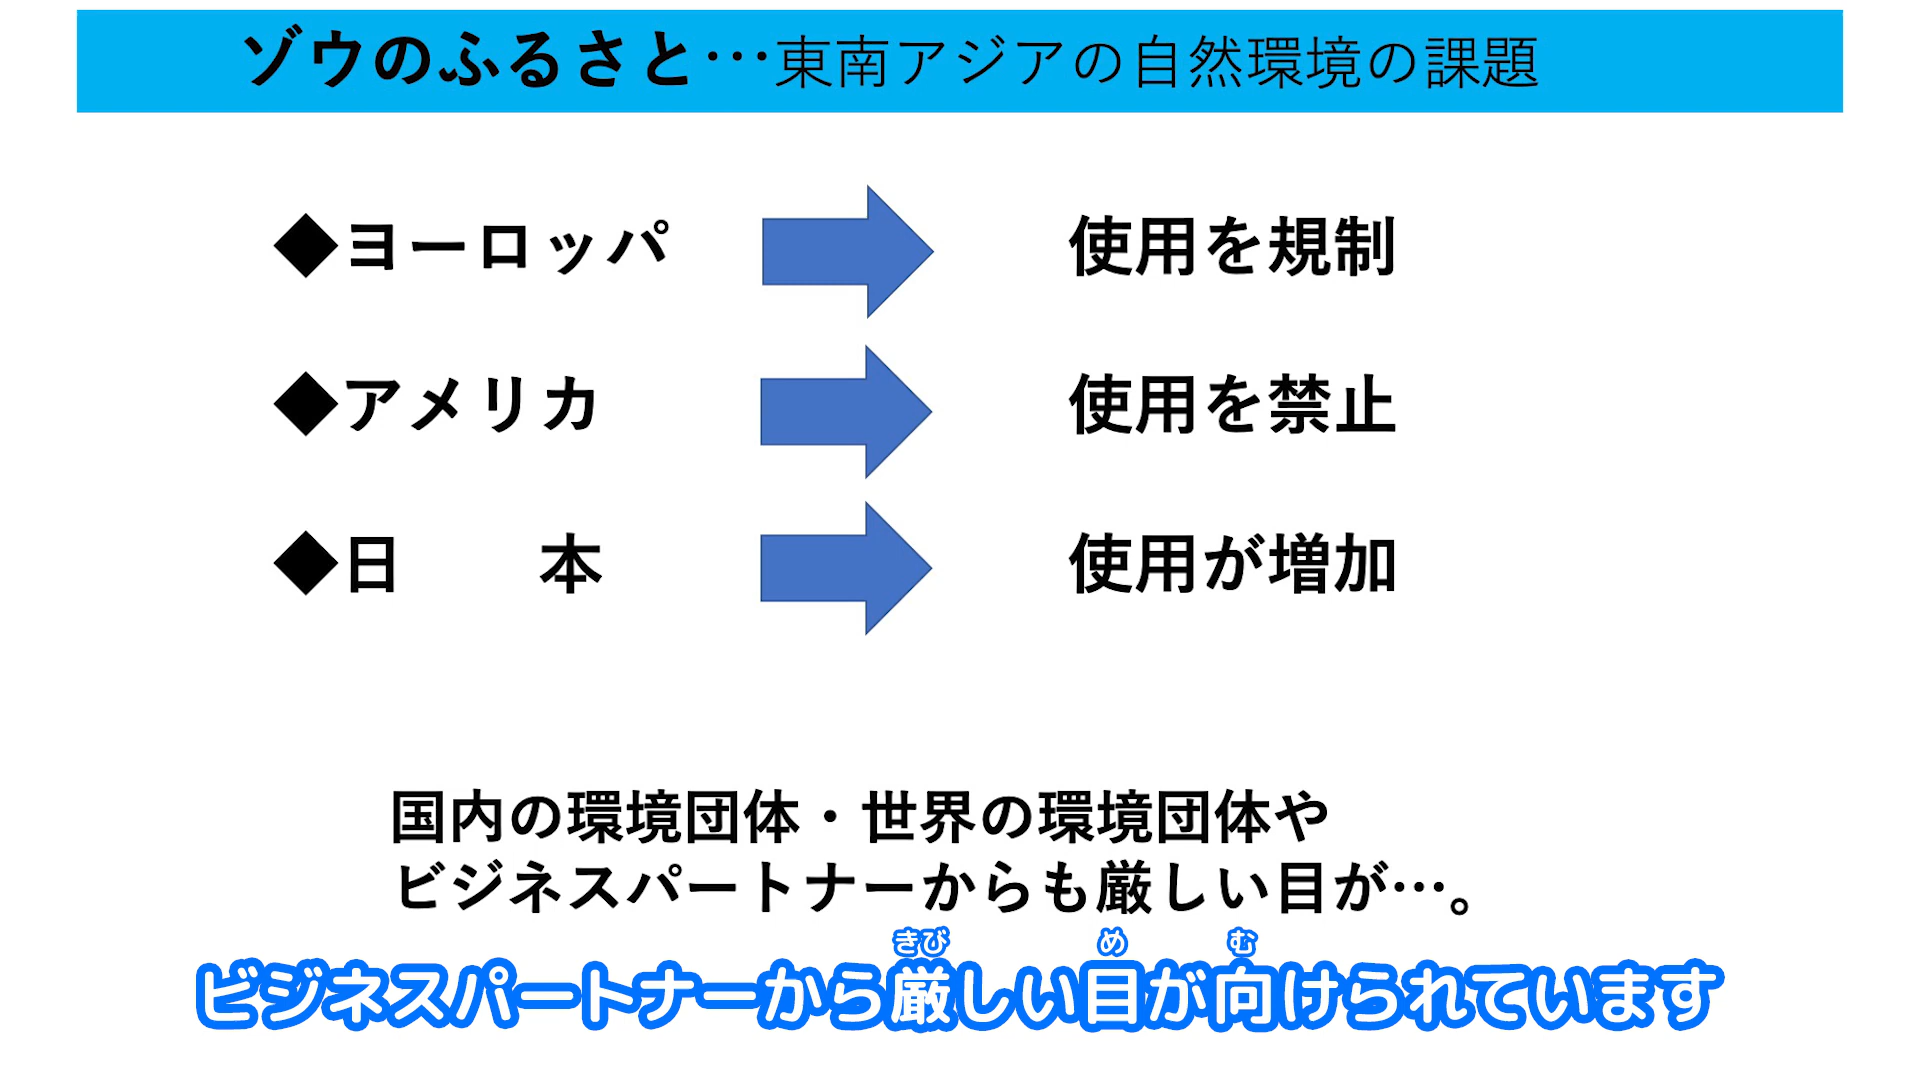 ゾウのふるさと…東南アジアの自然環境の課題
◆ヨーロッパ 使用を規制
◆アメリカ 使用を禁止
◆日　本 使用が増加
国内の環境団体・世界の環境団体や
ビジネスパートナーからも厳しい目が…。
きび め む
ビジネスパートナーから厳しい目が向けられています